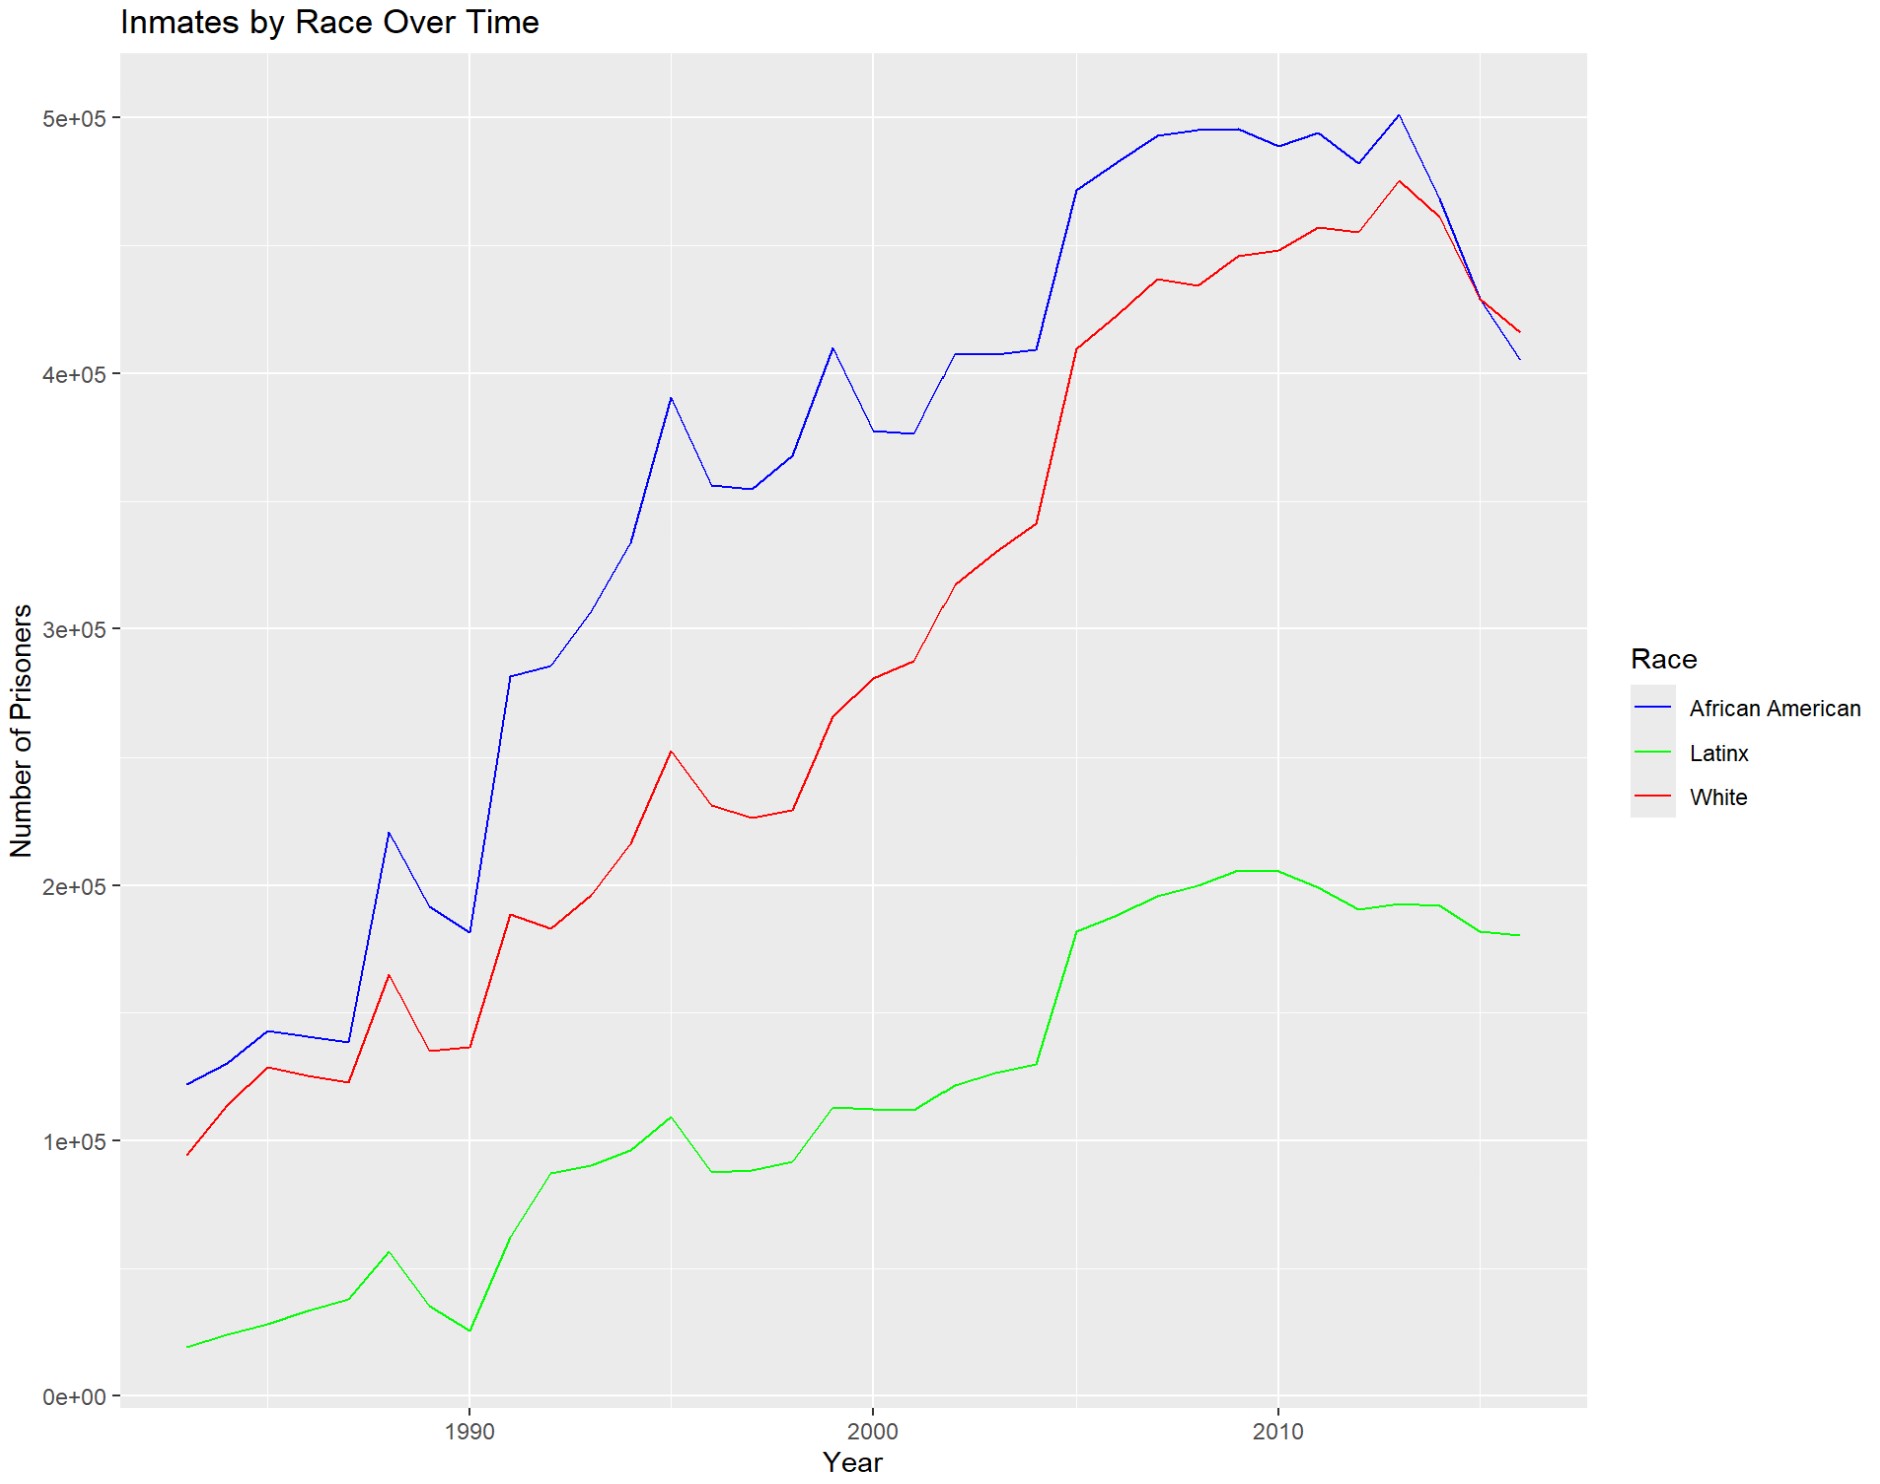 Inmates by Race Over Time
Number of Prisoners
5e+05
4e+05
3e+05
2e+05
1e+05
0e+00
1990
2000
2010
Year
Race
African American
Latinx
White